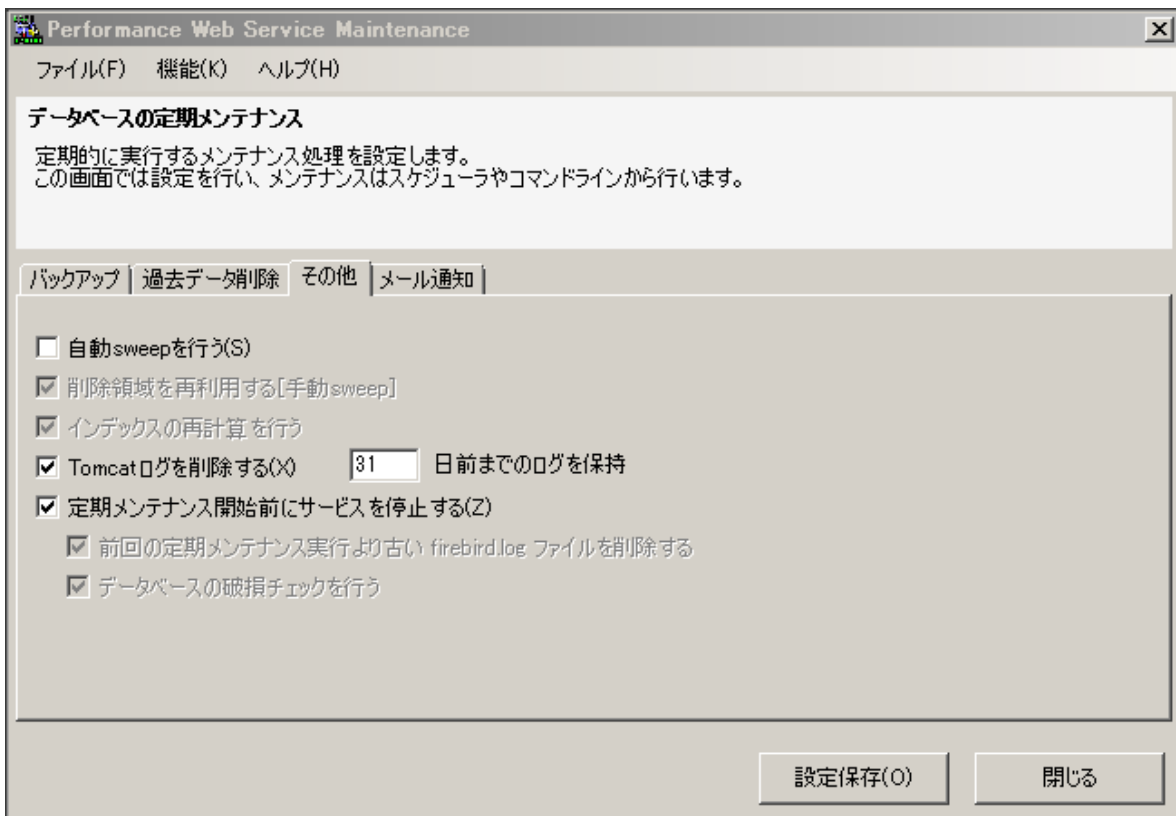 Performance Web Service Maintenance
ファイル(F) 機能(K) ヘルプ(H)
データベースの定期メンテナンス
定期的に実行するメンテナンス処理を設定します。
この画面では設定を行い、メンテナンスはスケジューラやコマンドラインから行います。
バックアップ 過去データ削除 その他 メール通知
自動sweepを行う(S)
削除領域を再利用する[手動sweep]
インデックスの再計算を行う
Tomcatログを削除する(X) 31 日前までのログを保持
定期メンテナンス開始前にサービスを停止する(Z)
前回の定期メンテナンス実行より古い firebird.log ファイルを削除する
データベースの破損チェックを行う
設定保存(O) 閉じる